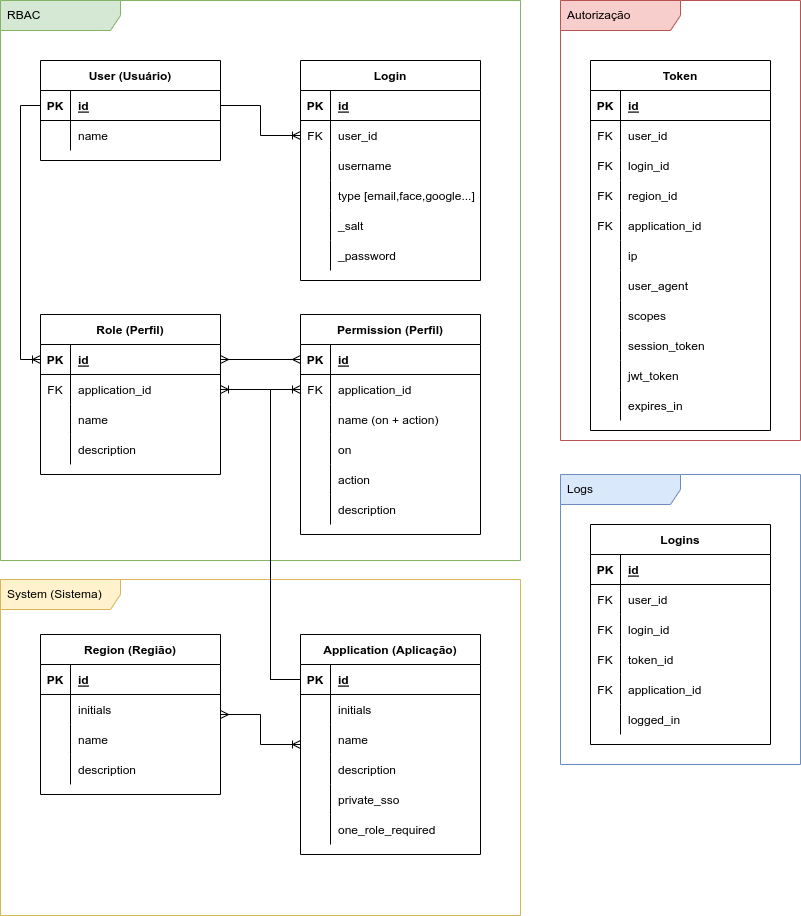 RBAC
User (Usuário)
PK id
name
Login
PK id
FK user_id
username
type [email,face,google...]
_salt
_password
Role (Perfil)
PK id
FK application_id
name
description
Permission (Perfil)
PK id
FK application_id
name (on + action)
on
action
description
System (Sistema)
Region (Região)
PK id
initials
name
description
Application (Aplicação)
PK id
initials
name
description
private_sso
one_role_required
Autorização
Token
PK id
FK user_id
FK login_id
FK region_id
FK application_id
ip
user_agent
scopes
session_token
jwt_token
expires_in
Logs
Logins
PK id
FK user_id
FK login_id
FK token_id
FK application_id
logged_in